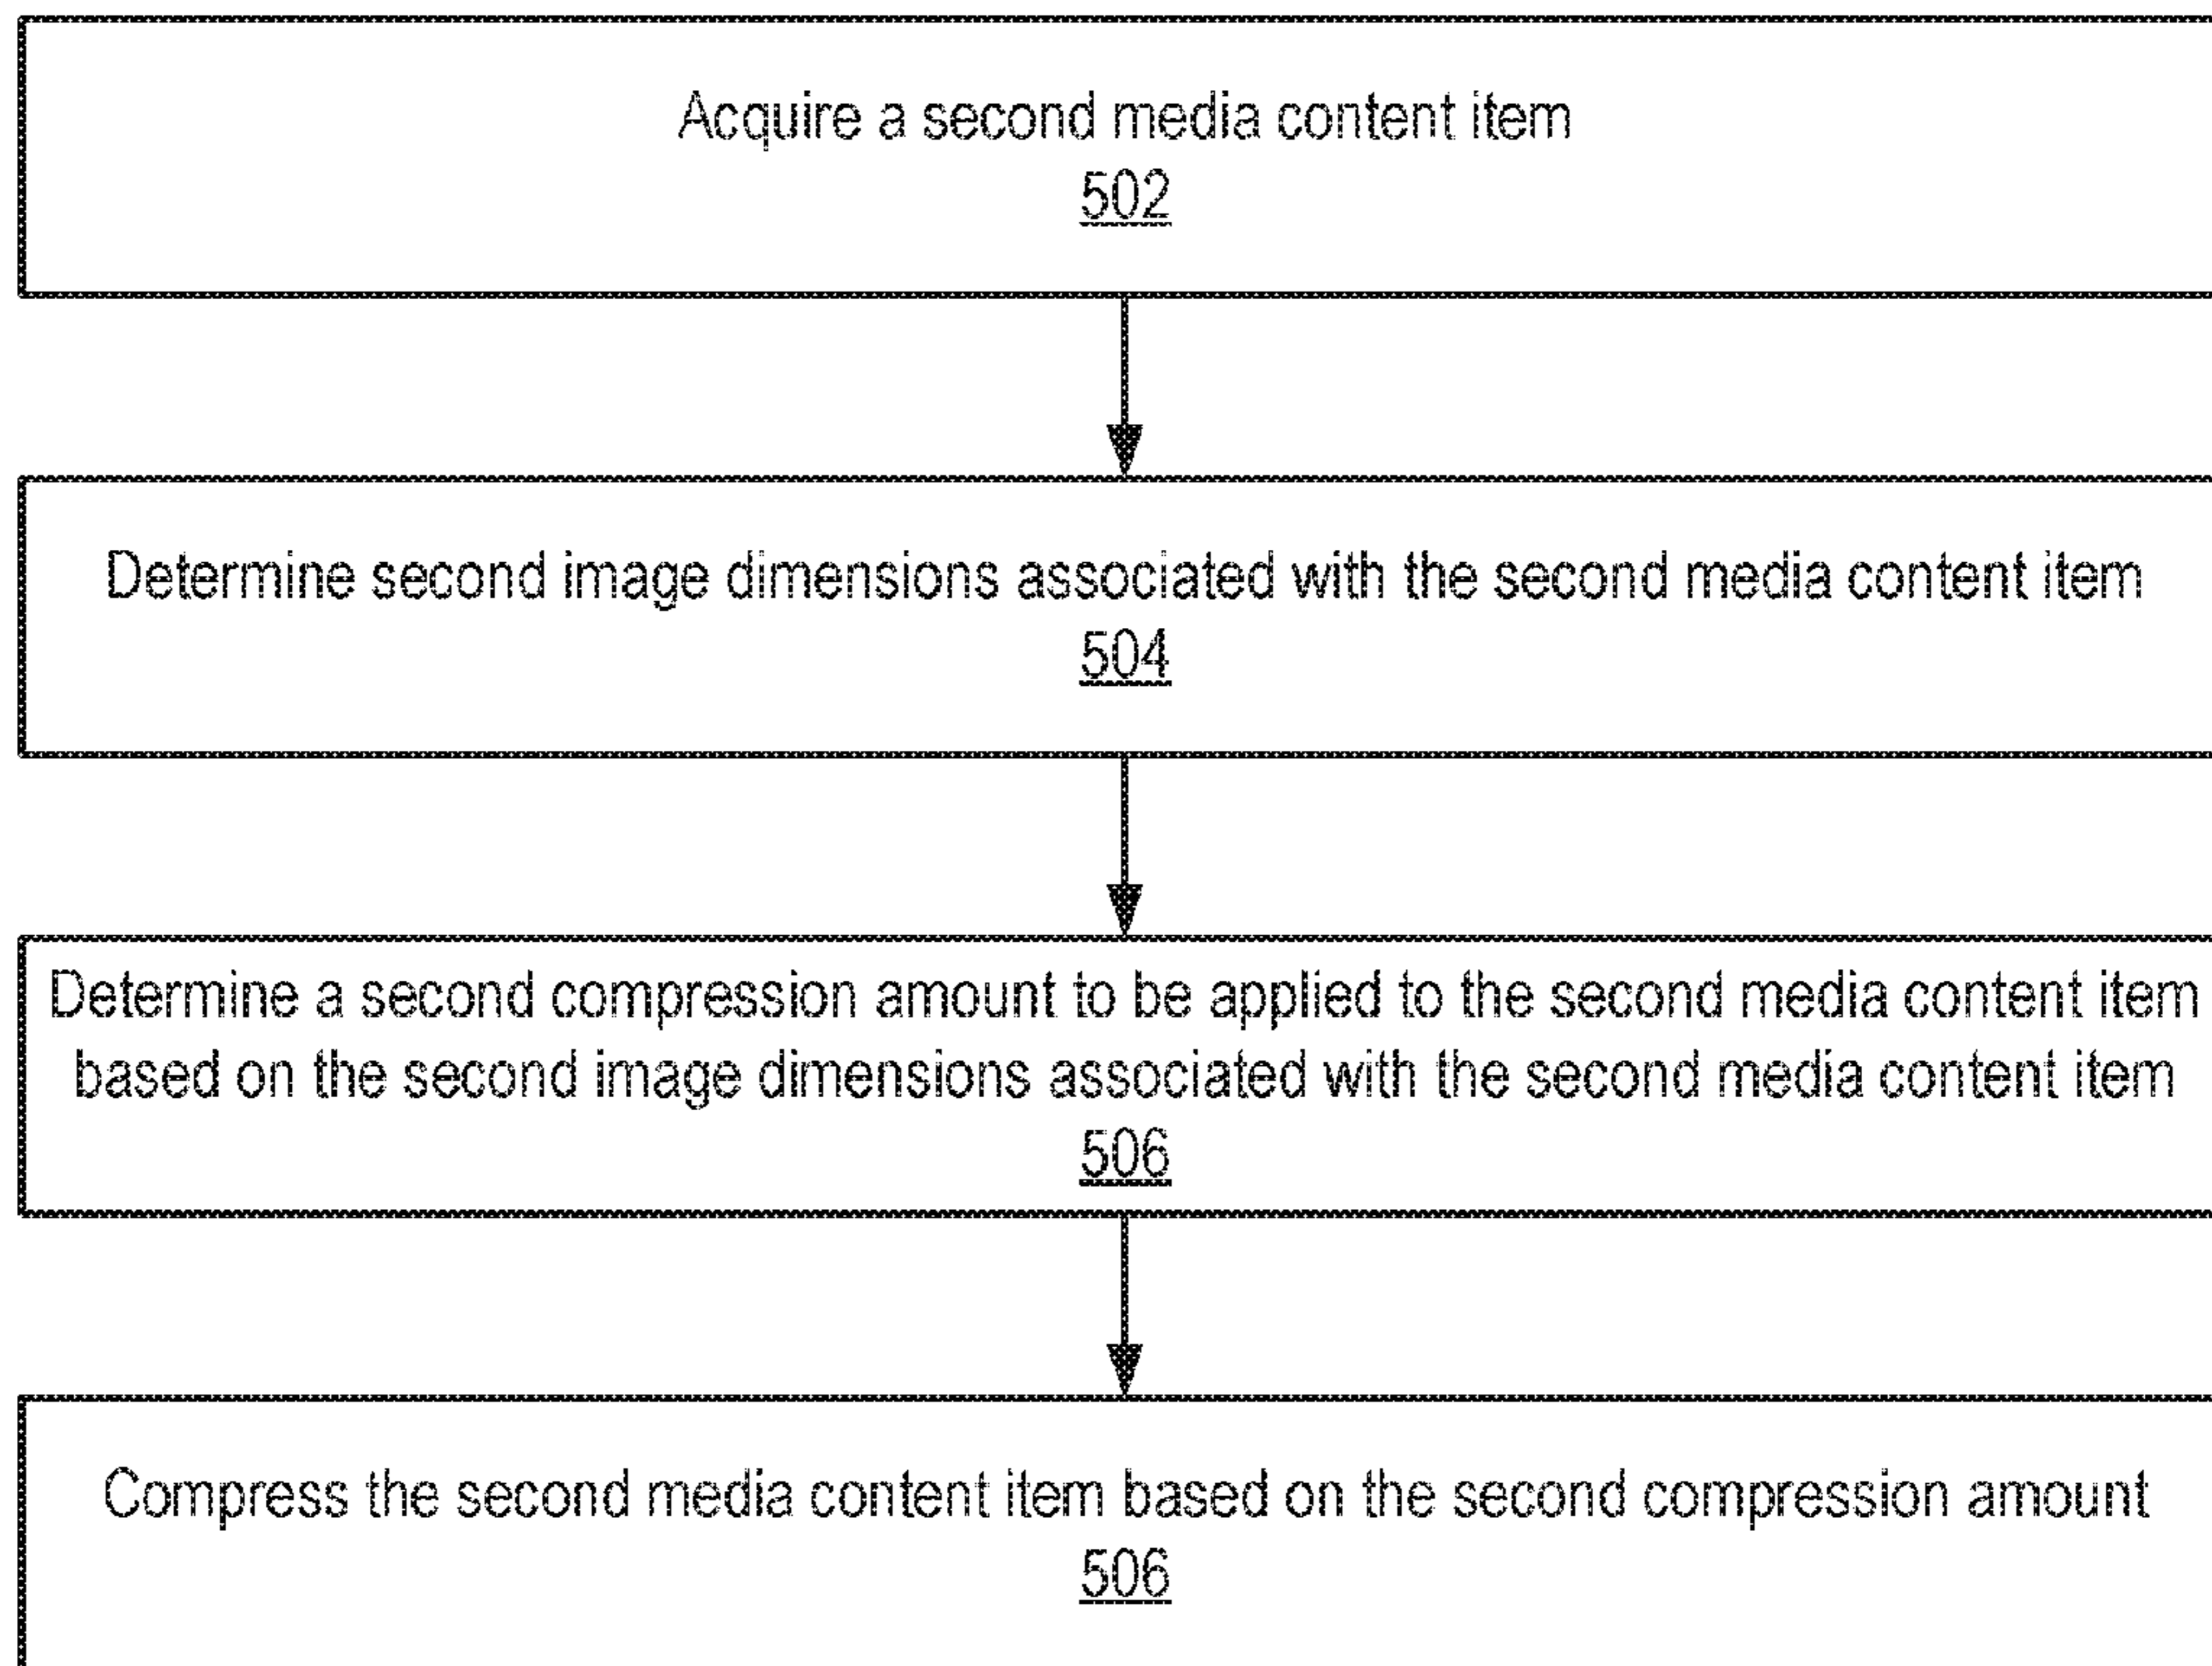 Acquire a second media content item
502
Determine second image dimensions associated with the second media content item
504
Determine a second compression amount to be applied to the second media content item
based on the second image dimensions associated with the second media content item
506
Compress the second media content item based on the second compression amount
506